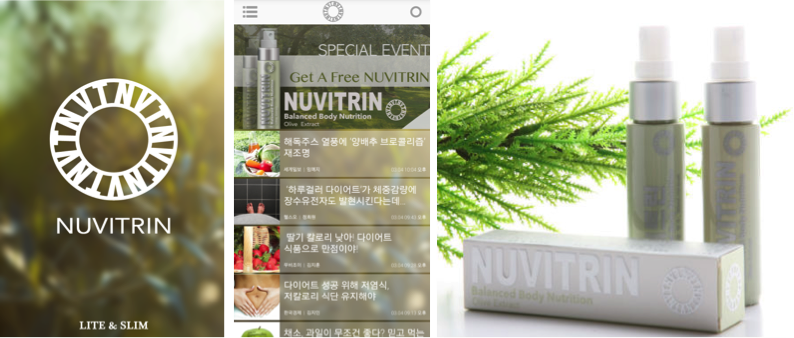 NUVITRIN
LITE & SLIM
SPECIAL EVENT
Get A Free NUVITRIN
NUVITRIN
Balanced Body Nutrition
Olive Extract
해독주스 열풍에 '양배추 브로콜리즙'
재조명
'하루걸러 다이어트'가 체중감량에
장수유전자도 발현시킨다는데
딸기 칼로리 낮아! 다이어트
식품으로 만점이야!
다이어트 성공 위해 저염식,
저칼로리 식단 유지해야
채소, 과일이 무조건 좋다? 믿고 먹는
NUVITRIN
Balanced Body Nutrition